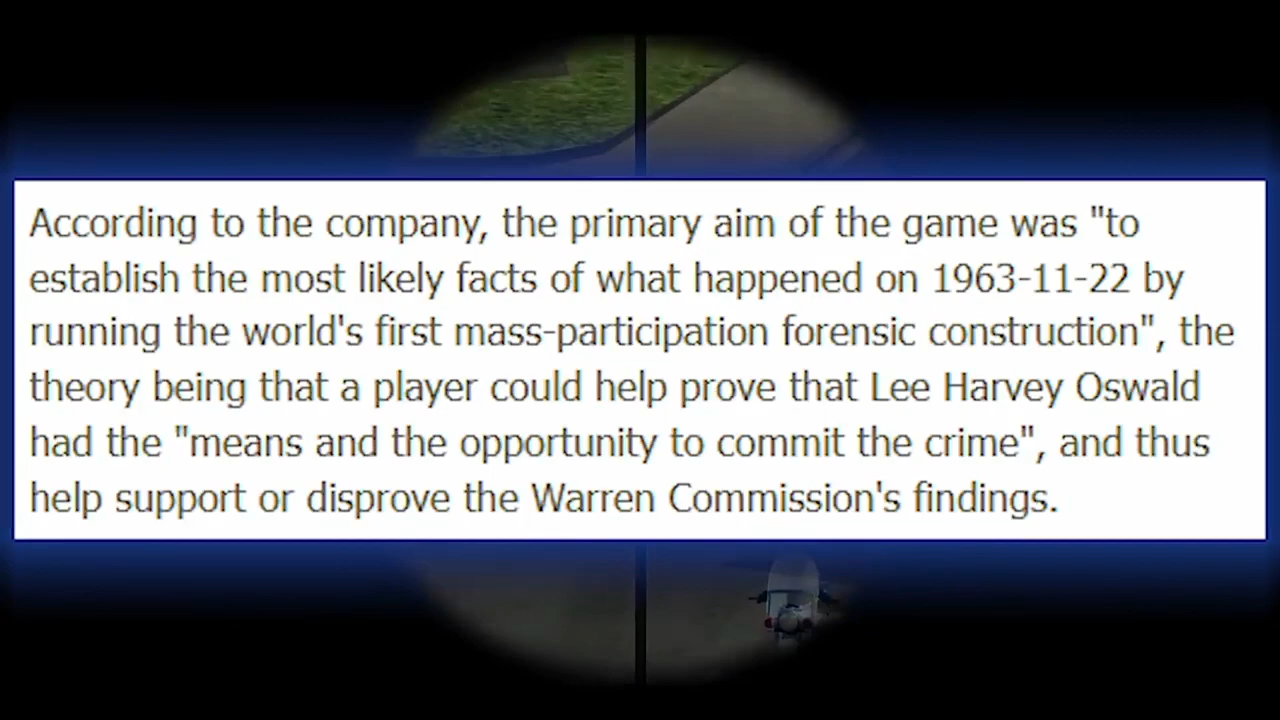 According to the company, the primary aim of the game was "to
establish the most likely facts of what happened on 1963-11-22 by
running the world's first mass-participation forensic construction", the
theory being that a player could help prove that Lee Harvey Oswald
had the "means and the opportunity to commit the crime", and thus
help support or disprove the Warren Commission's findings.